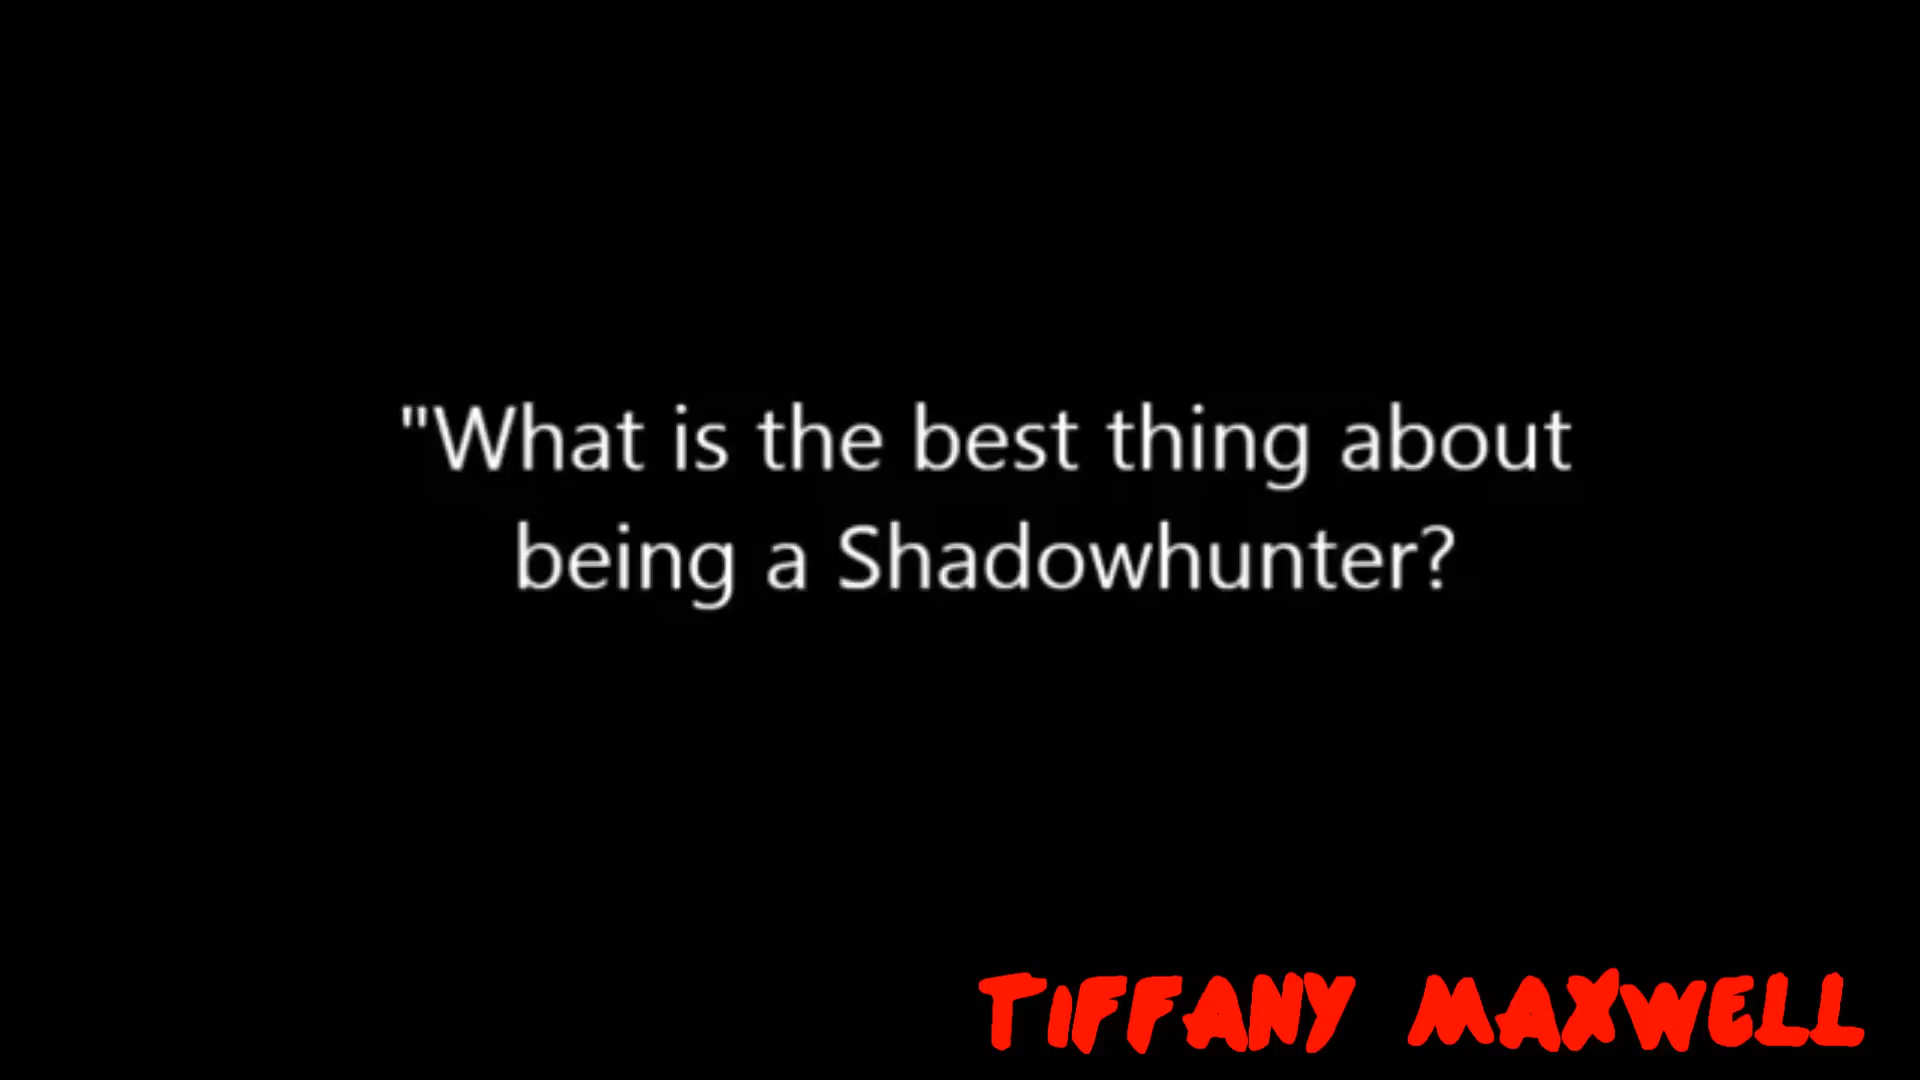 "What is the best thing about
being a Shadowhunter?
TIFFANY MAXWELL